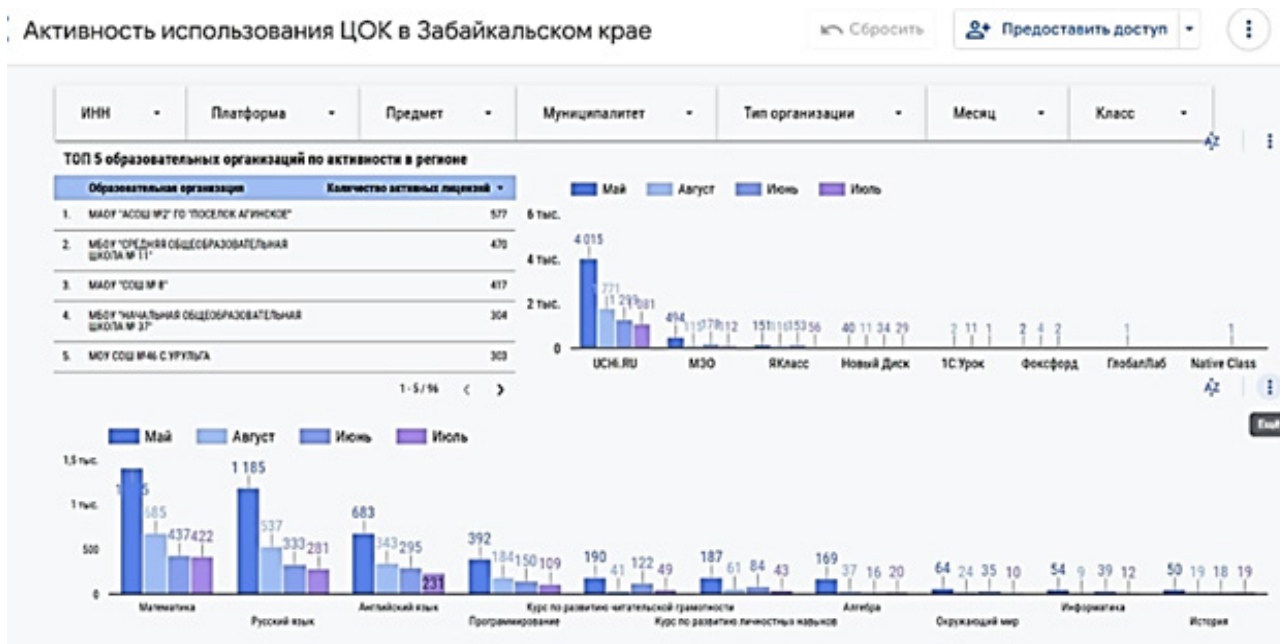 Активность использования ЦОК в Забайкальском крае
Сбросить
Предоставить доступ
ИНН Платформа Предмет Муниципалитет Тип организации Месяц Класс
ТОП 5 образовательных организаций по активности в регионе
Образовательная организация Количество активных лицензий
1. МАОУ "АСОШ №2" ГО "ПОСЕЛОК АГИНСКОЕ" 577
2. МБОУ "СРЕДНЯЯ ОБЩЕОБРАЗОВАТЕЛЬНАЯ 470
ШКОЛА № 11"
3. МАОУ "СОШ № 8" 417
4. МБОУ "НАЧАЛЬНАЯ ОБЩЕОБРАЗОВАТЕЛЬНАЯ 304
ШКОЛА № 37"
5. МОУ СОШ №46 С УРУЛЬГА 303
1-5/96
Май Август Июнь Июль
6 тыс.
4 тыс.
2 тыс.
0
4 015
494 178 112 151 153 56 40 11 34 29 2 11 1 2 4 2 1 1
UCHi.RU МЭО ЯКласс Новый Диск 1С:Урок Фоксфорд ГлобалЛаб Native Class
Ещё
Май Август Июнь Июль
1,5 тыс.
1 тыс.
500
0
685 437 422
1 185 537 333 281
683 343 295 231
392 184 150 109
190 41 122 49
187 61 84 43
169 37 16 20
64 24 35 10
54 9 39 12
50 19 18 19
Математика Английский язык Курс по развитию читательской грамотности Алгебра Информатика
Русский язык Программирование Курс по развитию личностных навыков Окружающий мир История